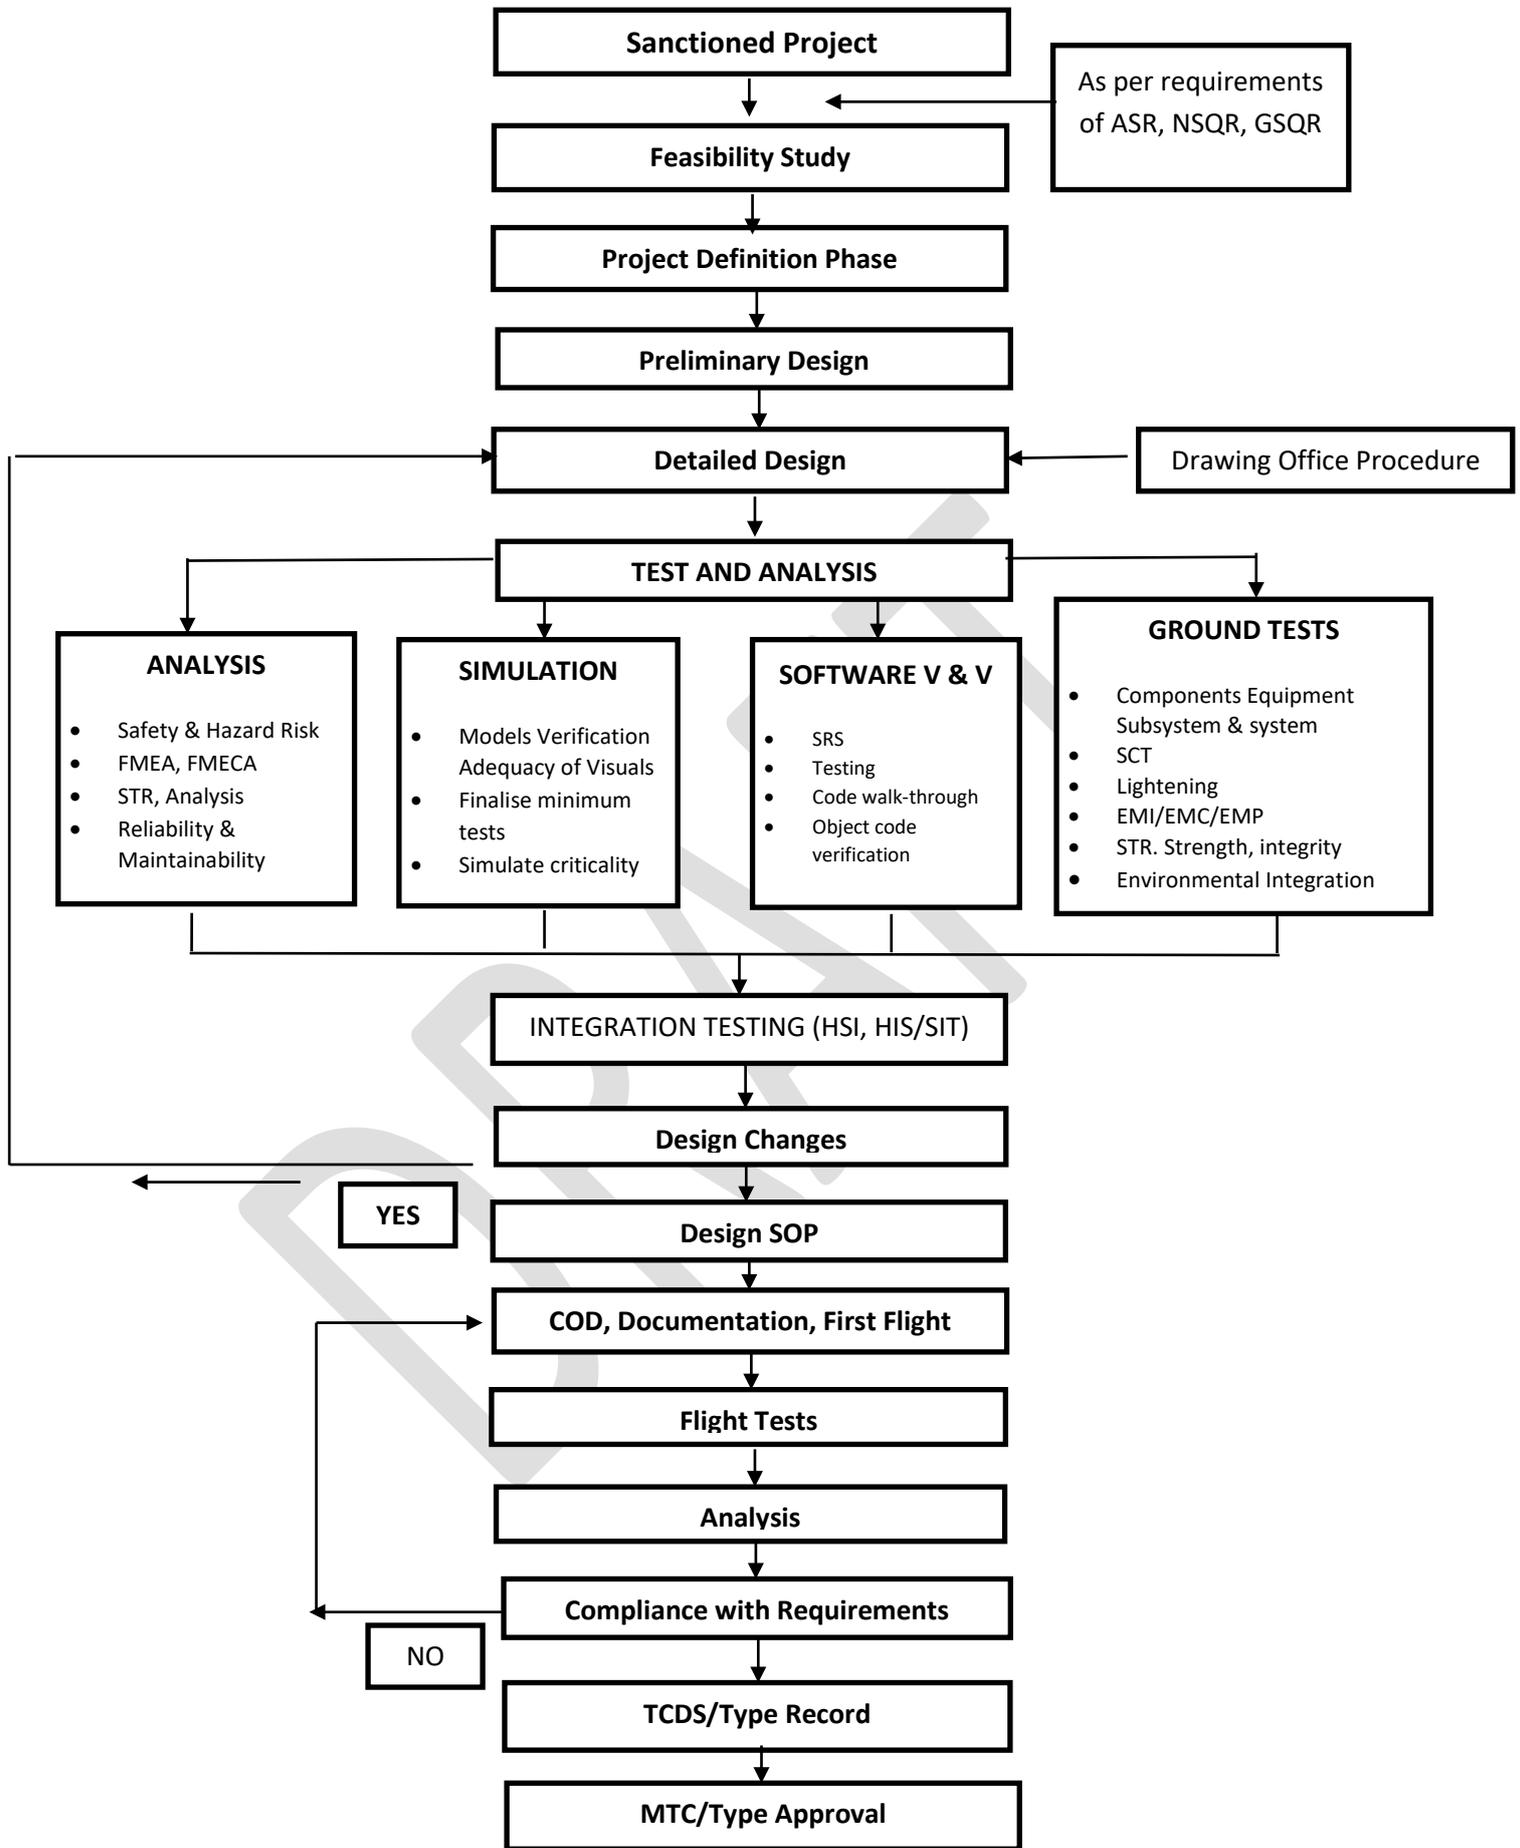 Sanctioned Project
As per requirements
of ASR, NSQR, GSQR
Feasibility Study
Project Definition Phase
Preliminary Design
Detailed Design
Drawing Office Procedure
TEST AND ANALYSIS
ANALYSIS
• Safety & Hazard Risk
• FMEA, FMECA
• STR, Analysis
• Reliability &
Maintainability
SIMULATION
• Models Verification
Adequacy of Visuals
• Finalise minimum
tests
• Simulate criticality
SOFTWARE V & V
• SRS
• Testing
• Code walk-through
• Object code
verification
GROUND TESTS
• Components Equipment
Subsystem & system
• SCT
• Lightening
• EMI/EMC/EMP
• STR. Strength, integrity
• Environmental Integration
INTEGRATION TESTING (HSI, HIS/SIT)
Design Changes
YES
Design SOP
COD, Documentation, First Flight
Flight Tests
Analysis
Compliance with Requirements
NO
TCDS/Type Record
MTC/Type Approval
DRAFT